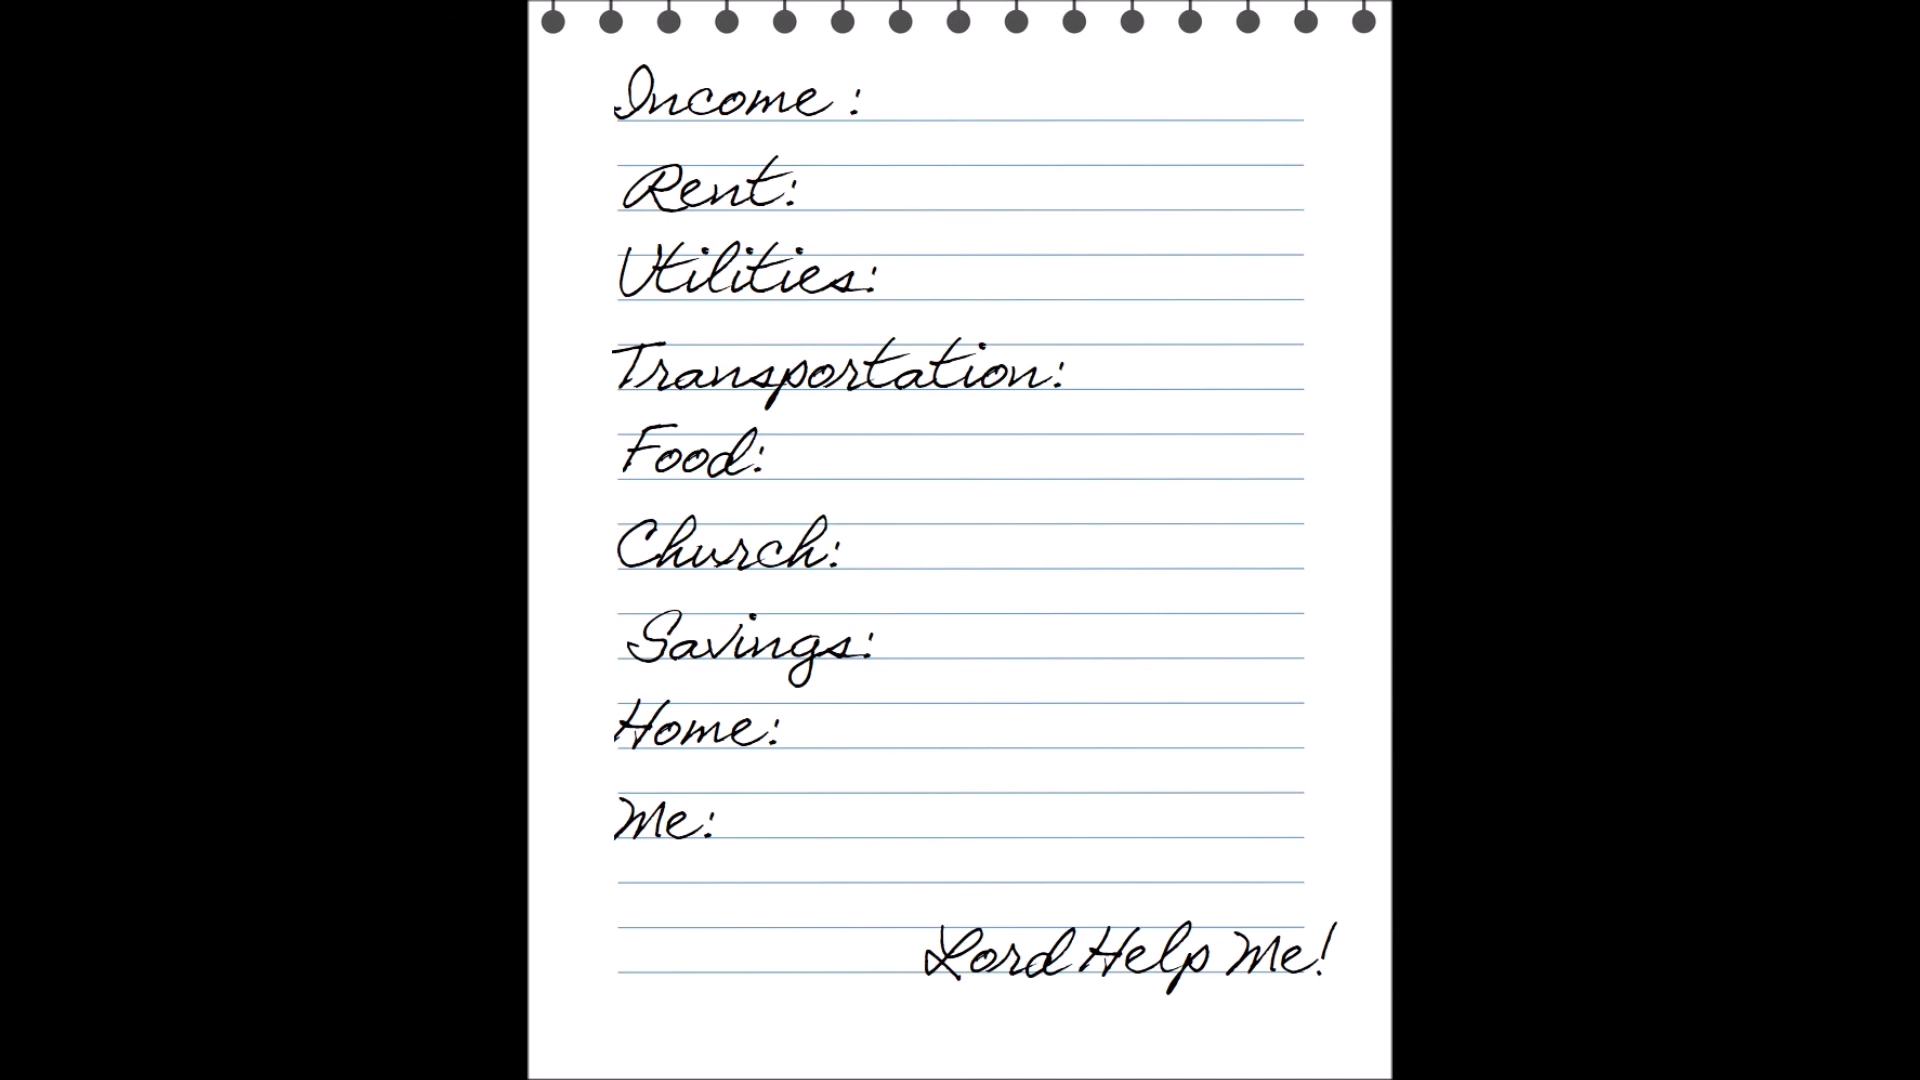 Income :
Rent:
Utilities:
Transportation:
Food:
Church:
Savings:
Home:
Me:
Lord Help Me!